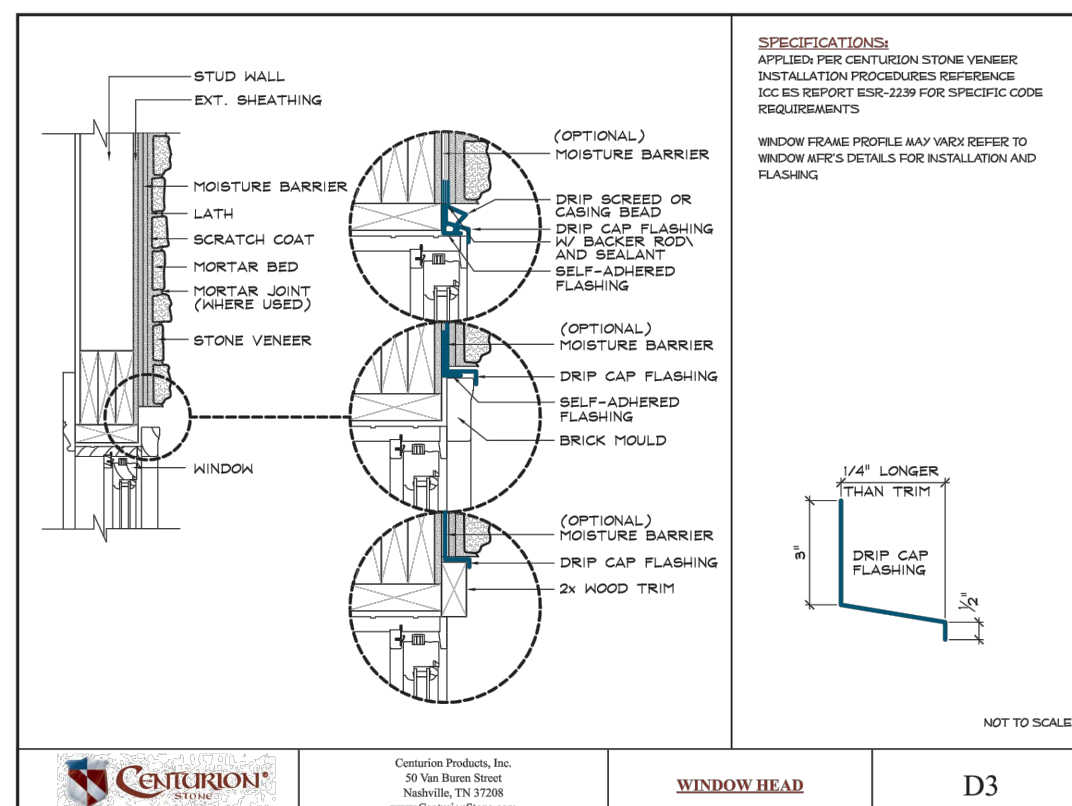 STUD WALL
EXT. SHEATHING
MOISTURE BARRIER
LATH
SCRATCH COAT
MORTAR BED
MORTAR JOINT
(WHERE USED)
STONE VENEER
WINDOW
(OPTIONAL)
MOISTURE BARRIER
DRIP SCREED OR
CASING BEAD
DRIP CAP FLASHING
W/ BACKER ROD\
AND SEALANT
SELF-ADHERED
FLASHING
(OPTIONAL)
MOISTURE BARRIER
DRIP CAP FLASHING
SELF-ADHERED
FLASHING
BRICK MOULD
(OPTIONAL)
MOISTURE BARRIER
DRIP CAP FLASHING
2x WOOD TRIM
SPECIFICATIONS:
APPLIED: PER CENTURION STONE VENEER
INSTALLATION PROCEDURES REFERENCE
ICC ES REPORT ESR-2239 FOR SPECIFIC CODE
REQUIREMENTS
WINDOW FRAME PROFILE MAY VARY. REFER TO
WINDOW MFR'S DETAILS FOR INSTALLATION AND
FLASHING
1/4" LONGER
THAN TRIM
3"
DRIP CAP
FLASHING
1/2"
NOT TO SCALE
CENTURION®
STONE
Centurion Products, Inc.
50 Van Buren Street
Nashville, TN 37208
WINDOW HEAD
D3